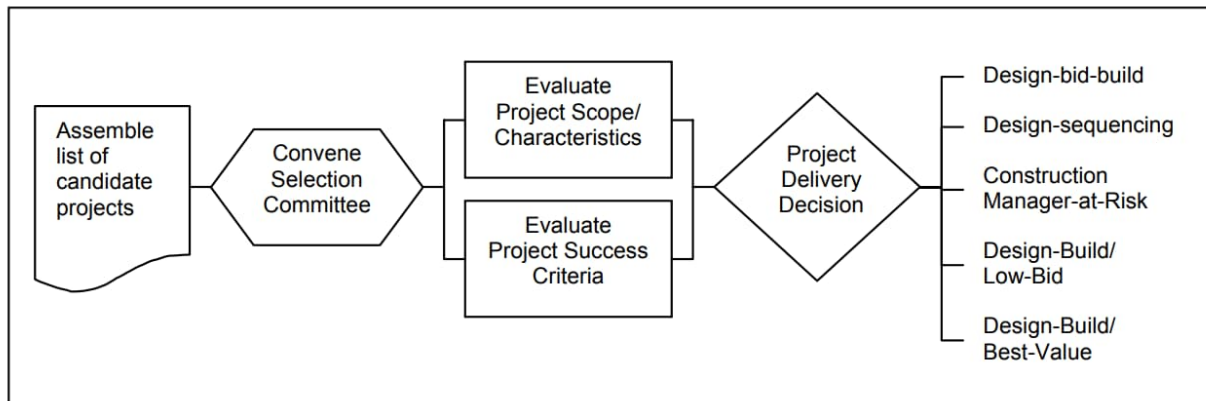 Assemble
list of
candidate
projects
Convene
Selection
Committee
Evaluate
Project Scope/
Characteristics
Evaluate
Project Success
Criteria
Project
Delivery
Decision
Design-bid-build
Design-sequencing
Construction
Manager-at-Risk
Design-Build/
Low-Bid
Design-Build/
Best-Value